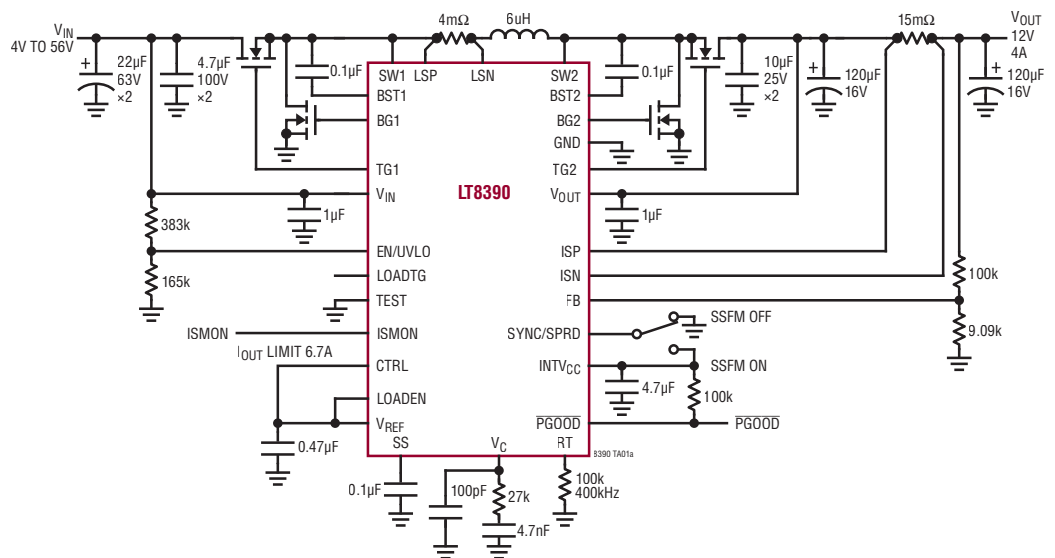 VIN
4V TO 56V
22µF
63V
×2
4.7µF
100V
×2
0.1µF
4mΩ
6uH
SW1
LSP
LSN
SW2
0.1µF
10µF
25V
×2
120µF
16V
15mΩ
VOUT
12V
4A
120µF
16V
BST1
BST2
BG1
BG2
GND
TG1
TG2
LT8390
VIN
VOUT
1µF
1µF
383k
EN/UVLO
ISP
165k
LOADTG
ISN
100k
TEST
FB
9.09k
ISMON
ISMON
SYNC/SPRD
SSFM OFF
IOUT LIMIT 6.7A
CTRL
INTVCC
SSFM ON
4.7µF
100k
LOADEN
VREF
PGOOD
PGOOD
0.47µF
SS
VC
RT
8390 TA01a
0.1µF
100pF
27k
4.7nF
100k
400kHz